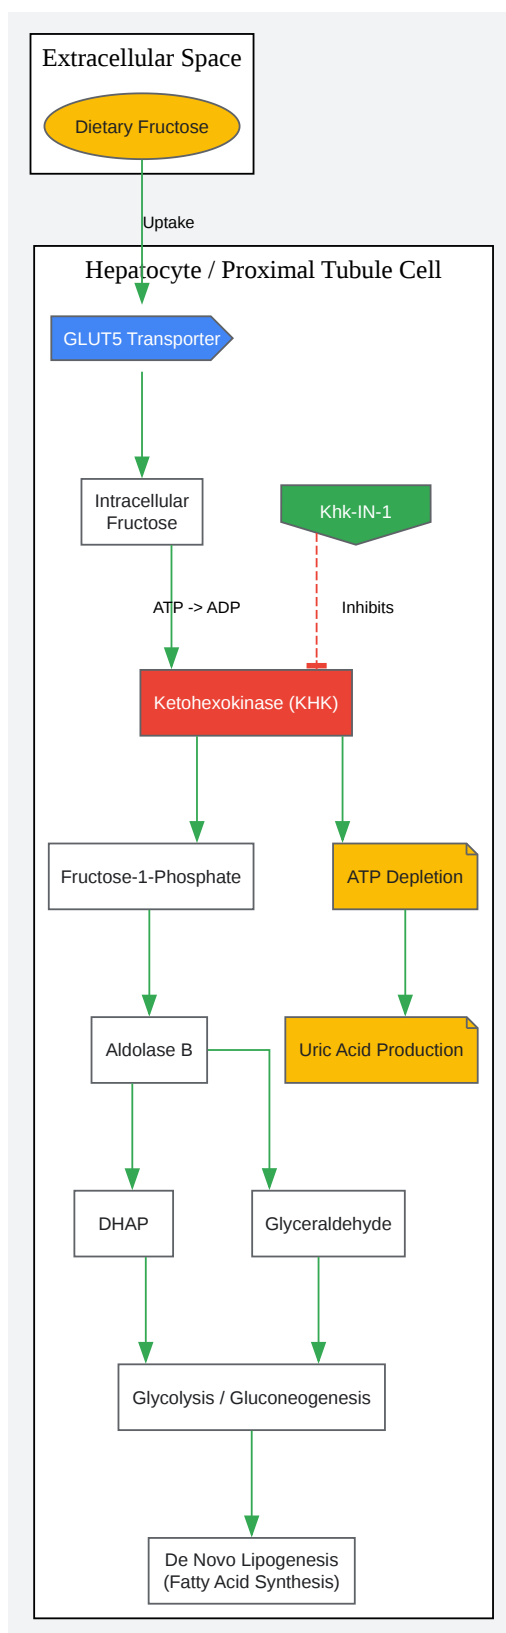 Extracellular Space
Dietary Fructose
Uptake
Hepatocyte / Proximal Tubule Cell
GLUT5 Transporter
Intracellular
Fructose
Khk-IN-1
ATP -> ADP
Inhibits
Ketohexokinase (KHK)
Fructose-1-Phosphate
ATP Depletion
Aldolase B
Uric Acid Production
DHAP
Glyceraldehyde
Glycolysis / Gluconeogenesis
De Novo Lipogenesis
(Fatty Acid Synthesis)